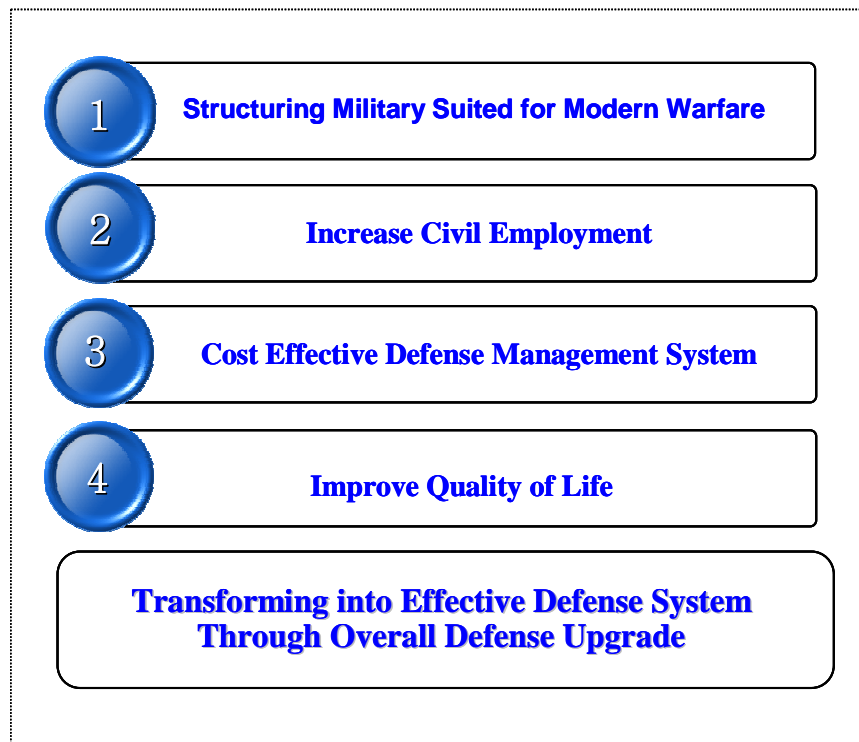 1
Structuring Military Suited for Modern Warfare
2
Increase Civil Employment
3
Cost Effective Defense Management System
4
Improve Quality of Life
Transforming into Effective Defense System
Through Overall Defense Upgrade